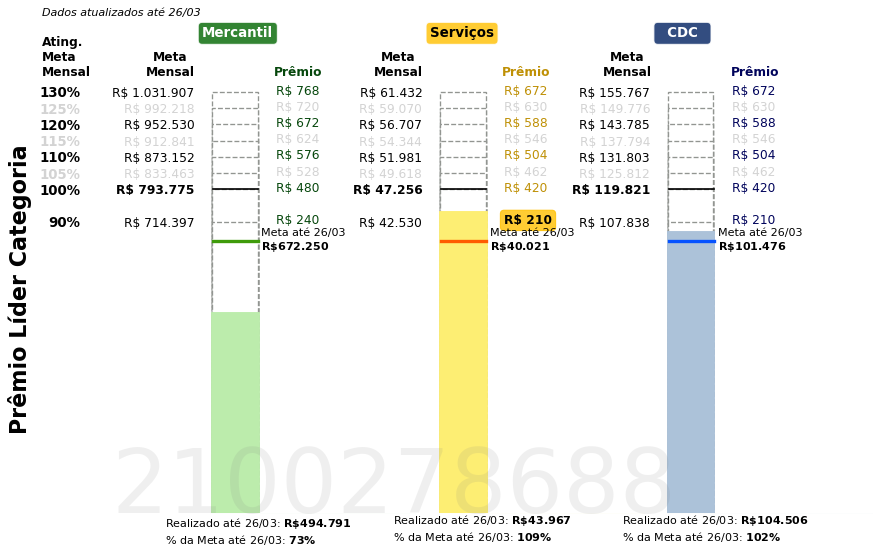 Dados atualizados até 26/03
Mercantil Serviços CDC
Ating.
Meta Meta Meta Meta
Mensal Mensal Prêmio Mensal Prêmio Mensal Prêmio
130% R$ 1.031.907 R$ 768 R$ 61.432 R$ 672 R$ 155.767 R$ 672
125% R$ 992.218 R$ 720 R$ 59.070 R$ 630 R$ 149.776 R$ 630
120% R$ 952.530 R$ 672 R$ 56.707 R$ 588 R$ 143.785 R$ 588
115% R$ 912.841 R$ 624 R$ 54.344 R$ 546 R$ 137.794 R$ 546
110% R$ 873.152 R$ 576 R$ 51.981 R$ 504 R$ 131.803 R$ 504
105% R$ 833.463 R$ 528 R$ 49.618 R$ 462 R$ 125.812 R$ 462
100% R$ 793.775 R$ 480 R$ 47.256 R$ 420 R$ 119.821 R$ 420
90% R$ 714.397 R$ 240 R$ 42.530 R$ 210 R$ 107.838 R$ 210
Meta até 26/03 Meta até 26/03 Meta até 26/03
R$672.250 R$40.021 R$101.476
Prêmio Líder Categoria
2100278688
Realizado até 26/03: R$494.791 Realizado até 26/03: R$43.967 Realizado até 26/03: R$104.506
% da Meta até 26/03: 73% % da Meta até 26/03: 109% % da Meta até 26/03: 102%